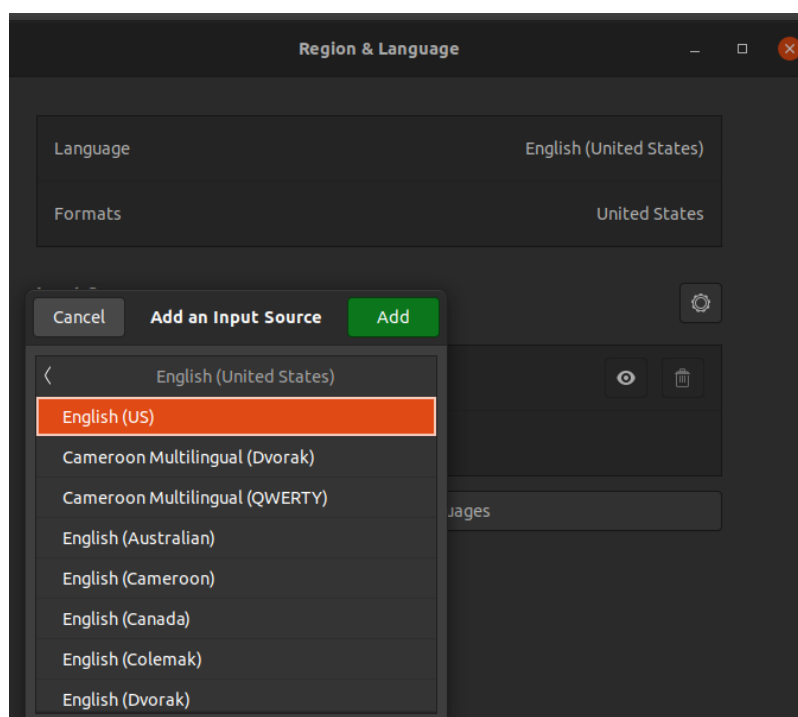 Region & Language
Language English (United States)
Formats United States
Cancel Add an Input Source Add
English (United States)
English (US)
Cameroon Multilingual (Dvorak)
Cameroon Multilingual (QWERTY)
English (Australian)
English (Cameroon)
English (Canada)
English (Colemak)
English (Dvorak)